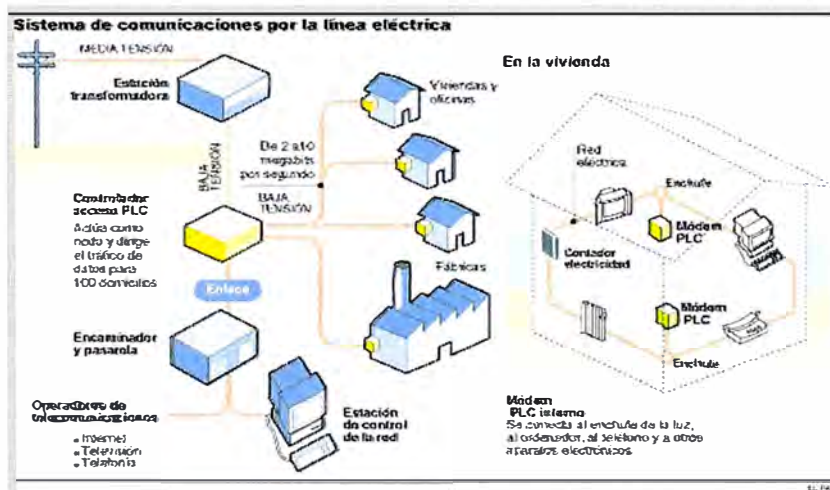 Sistema de comunicaciones por la línea eléctrica
MEDIA TENSIÓN
Estación
transformadora
BAJA
TENSIÓN
Controlador
acceso PLC
Actúa como
nodo y dirige
el tráfico de
datos para
100 domicilios
Enlace
Encaminador
y pasarela
Operadores de
telecomunicaciones
• Internet
• Televisión
• Telefonía
Viviendas y
oficinas
megabits
por segundo
BAJA
TENSIÓN
Fábricas
Estación
de control
de la red
En la vivienda
Red
eléctrica
Enchufe
Módem
PLC
Contador
electricidad
Módem
PLC
Enchufe
Módem
PLC interno
Se conecta al enchufe de la luz,
al ordenador, al teléfono y a otros
aparatos electrónicos